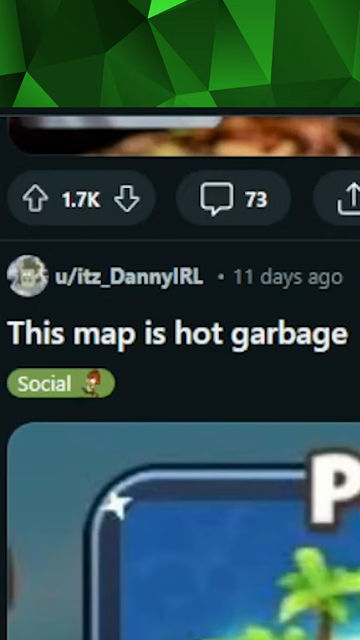 1.7K 73
u/itz_DannyIRL • 11 days ago
This map is hot garbage
Social
P